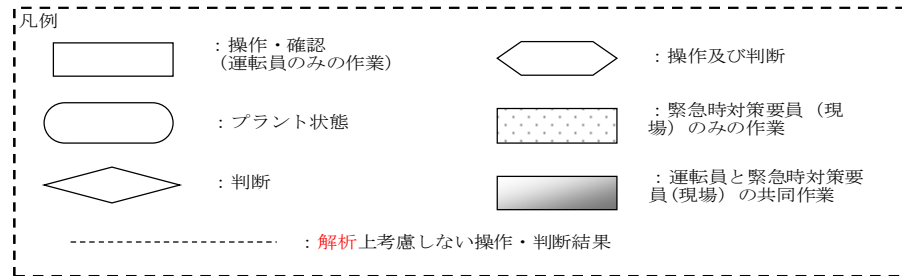 凡例
：操作・確認
（運転員のみの作業）
：操作及び判断
：プラント状態
：緊急時対策要員（現
場）のみの作業
：判断
：運転員と緊急時対策要
員(現場）の共同作業
：解析上考慮しない操作・判断結果